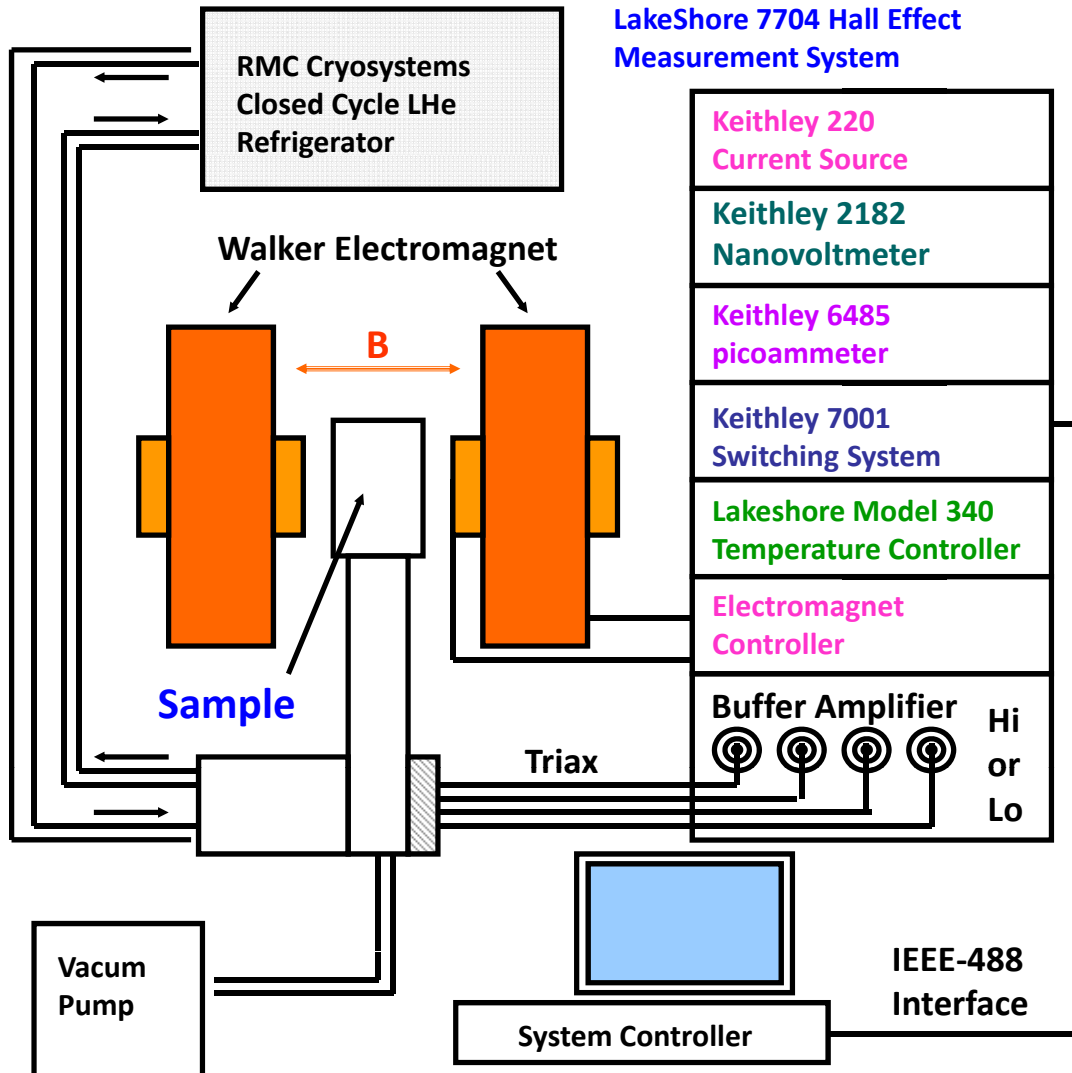 LakeShore 7704 Hall Effect
Measurement System
RMC Cryosystems
Closed Cycle LHe
Refrigerator
Keithley 220
Current Source
Keithley 2182
Nanovoltmeter
Walker Electromagnet
Keithley 6485
picoammeter
B
Keithley 7001
Switching System
Lakeshore Model 340
Temperature Controller
Electromagnet
Controller
Sample
Buffer Amplifier
Hi
or
Lo
Triax
Vacum
Pump
IEEE-488
Interface
System Controller